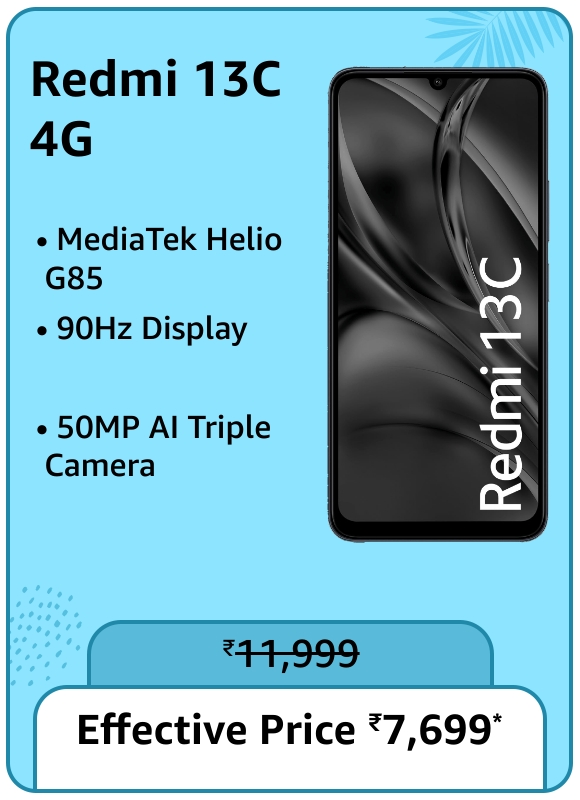 Redmi 13C
4G
• MediaTek Helio
G85
• 90Hz Display
• 50MP AI Triple
Camera
Redmi 13C
₹11,999
Effective Price ₹7,699*